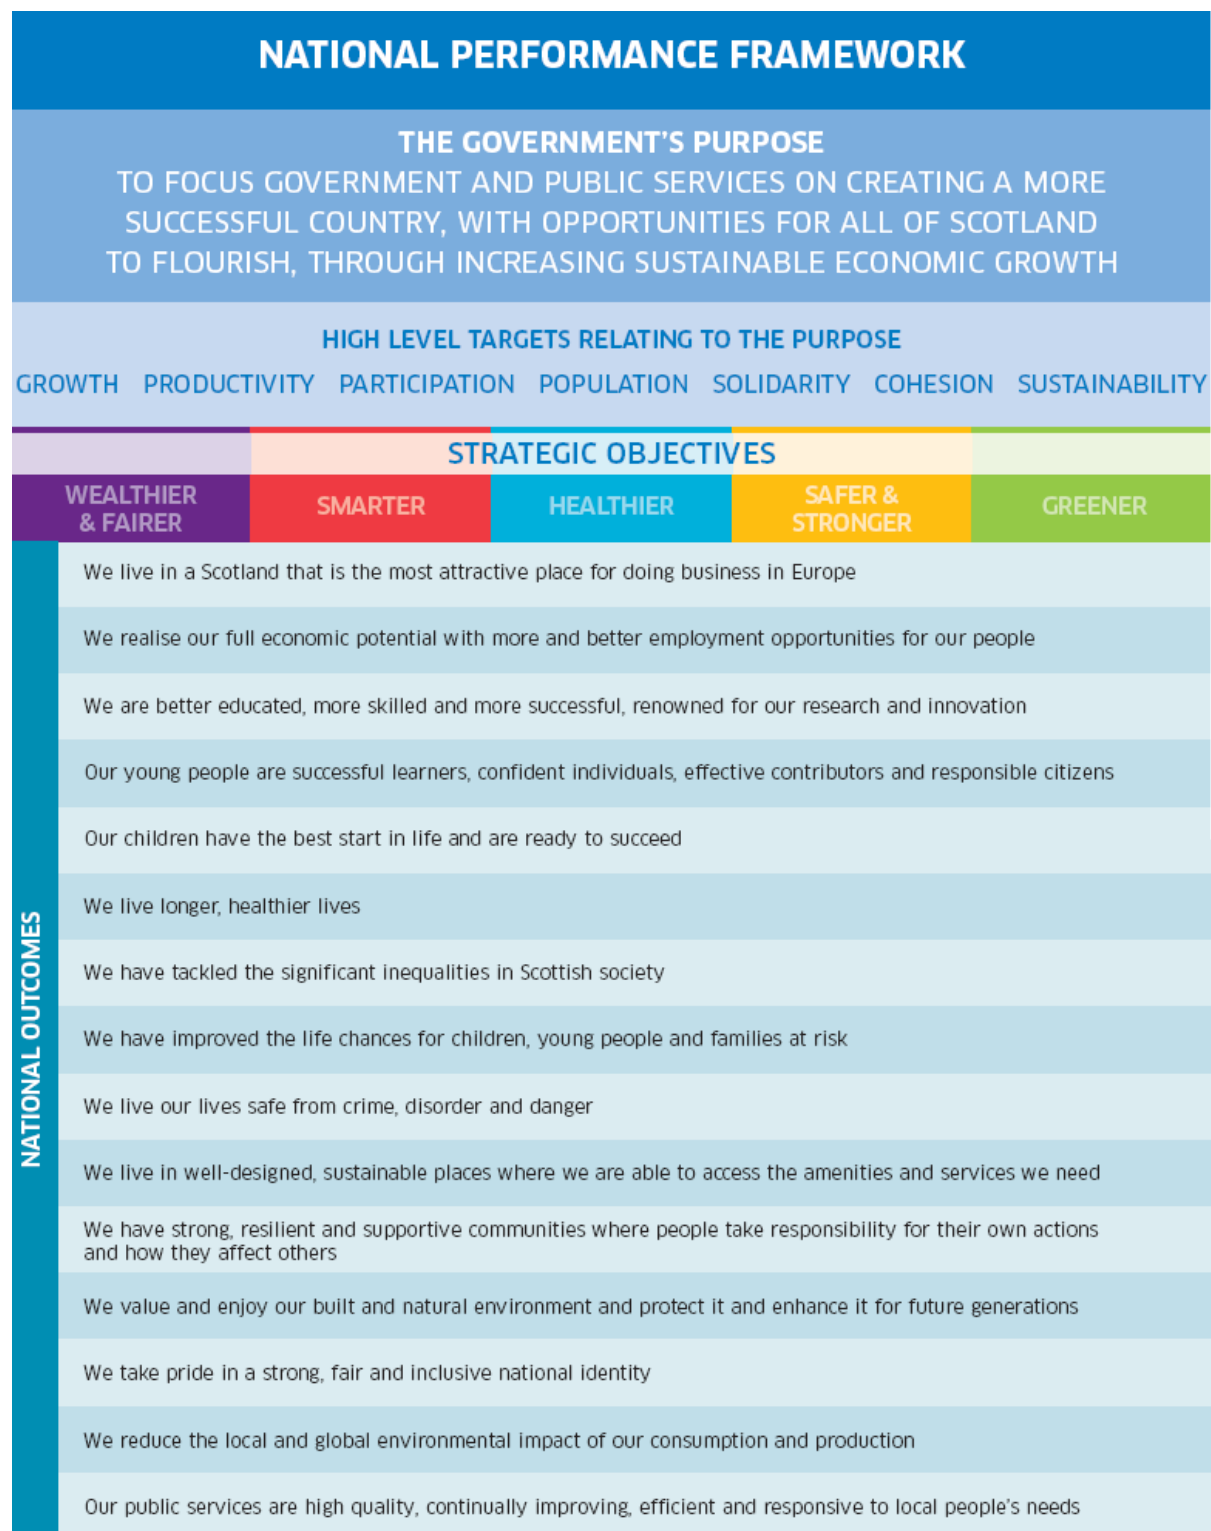 NATIONAL PERFORMANCE FRAMEWORK
THE GOVERNMENT'S PURPOSE
TO FOCUS GOVERNMENT AND PUBLIC SERVICES ON CREATING A MORE
SUCCESSFUL COUNTRY, WITH OPPORTUNITIES FOR ALL OF SCOTLAND
TO FLOURISH, THROUGH INCREASING SUSTAINABLE ECONOMIC GROWTH
HIGH LEVEL TARGETS RELATING TO THE PURPOSE
GROWTH PRODUCTIVITY PARTICIPATION POPULATION SOLIDARITY COHESION SUSTAINABILITY
STRATEGIC OBJECTIVES
WEALTHIER
& FAIRER
SMARTER
HEALTHIER
SAFER &
STRONGER
GREENER
NATIONAL OUTCOMES
We live in a Scotland that is the most attractive place for doing business in Europe
We realise our full economic potential with more and better employment opportunities for our people
We are better educated, more skilled and more successful, renowned for our research and innovation
Our young people are successful learners, confident individuals, effective contributors and responsible citizens
Our children have the best start in life and are ready to succeed
We live longer, healthier lives
We have tackled the significant inequalities in Scottish society
We have improved the life chances for children, young people and families at risk
We live our lives safe from crime, disorder and danger
We live in well-designed, sustainable places where we are able to access the amenities and services we need
We have strong, resilient and supportive communities where people take responsibility for their own actions
and how they affect others
We value and enjoy our built and natural environment and protect it and enhance it for future generations
We take pride in a strong, fair and inclusive national identity
We reduce the local and global environmental impact of our consumption and production
Our public services are high quality, continually improving, efficient and responsive to local people's needs